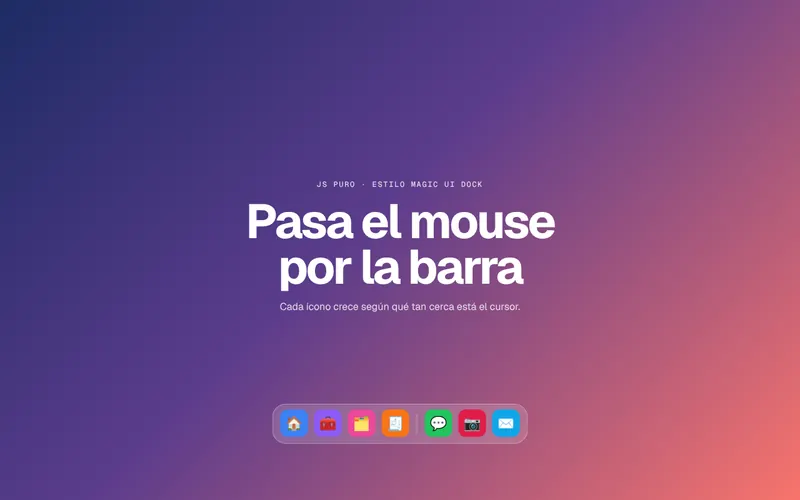 JS PURO · ESTILO MAGIC UI DOCK
Pasa el mouse
por la barra
Cada ícono crece según qué tan cerca está el cursor.